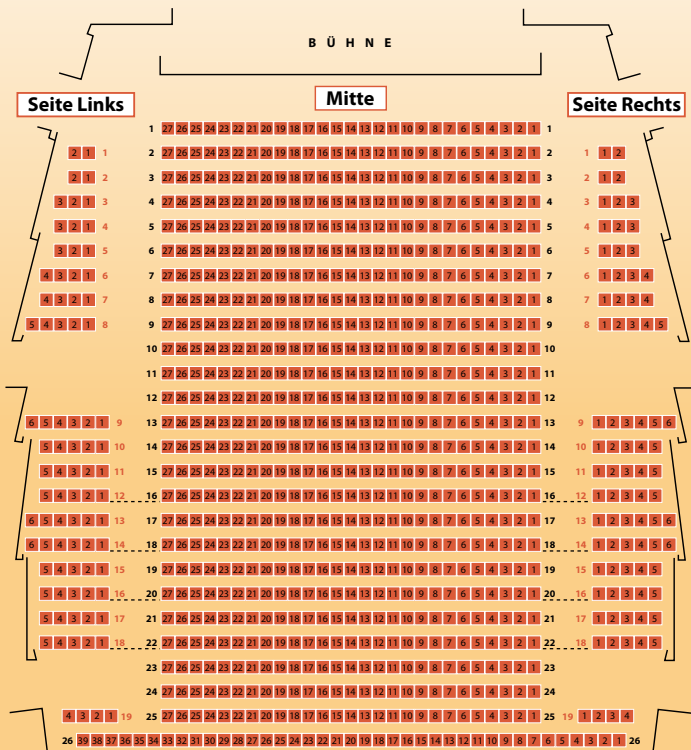 BÜHNE
Seite Links Mitte Seite Rechts
1 27 26 25 24 23 22 21 20 19 18 17 16 15 14 13 12 11 10 9 8 7 6 5 4 3 2 1 1
2 1 1 2 27 26 25 24 23 22 21 20 19 18 17 16 15 14 13 12 11 10 9 8 7 6 5 4 3 2 1 2 1 1 2
2 1 2 3 27 26 25 24 23 22 21 20 19 18 17 16 15 14 13 12 11 10 9 8 7 6 5 4 3 2 1 3 2 1 2
3 2 1 3 4 27 26 25 24 23 22 21 20 19 18 17 16 15 14 13 12 11 10 9 8 7 6 5 4 3 2 1 4 3 1 2 3
3 2 1 4 5 27 26 25 24 23 22 21 20 19 18 17 16 15 14 13 12 11 10 9 8 7 6 5 4 3 2 1 5 4 1 2 3
3 2 1 5 6 27 26 25 24 23 22 21 20 19 18 17 16 15 14 13 12 11 10 9 8 7 6 5 4 3 2 1 6 5 1 2 3
4 3 2 1 6 7 27 26 25 24 23 22 21 20 19 18 17 16 15 14 13 12 11 10 9 8 7 6 5 4 3 2 1 7 6 1 2 3 4
4 3 2 1 7 8 27 26 25 24 23 22 21 20 19 18 17 16 15 14 13 12 11 10 9 8 7 6 5 4 3 2 1 8 7 1 2 3 4
5 4 3 2 1 8 9 27 26 25 24 23 22 21 20 19 18 17 16 15 14 13 12 11 10 9 8 7 6 5 4 3 2 1 9 8 1 2 3 4 5
10 27 26 25 24 23 22 21 20 19 18 17 16 15 14 13 12 11 10 9 8 7 6 5 4 3 2 1 10
11 27 26 25 24 23 22 21 20 19 18 17 16 15 14 13 12 11 10 9 8 7 6 5 4 3 2 1 11
12 27 26 25 24 23 22 21 20 19 18 17 16 15 14 13 12 11 10 9 8 7 6 5 4 3 2 1 12
6 5 4 3 2 1 9 13 27 26 25 24 23 22 21 20 19 18 17 16 15 14 13 12 11 10 9 8 7 6 5 4 3 2 1 13 9 1 2 3 4 5 6
5 4 3 2 1 10 14 27 26 25 24 23 22 21 20 19 18 17 16 15 14 13 12 11 10 9 8 7 6 5 4 3 2 1 14 10 1 2 3 4 5
5 4 3 2 1 11 15 27 26 25 24 23 22 21 20 19 18 17 16 15 14 13 12 11 10 9 8 7 6 5 4 3 2 1 15 11 1 2 3 4 5
5 4 3 2 1 12 16 27 26 25 24 23 22 21 20 19 18 17 16 15 14 13 12 11 10 9 8 7 6 5 4 3 2 1 16 12 1 2 3 4 5
6 5 4 3 2 1 13 17 27 26 25 24 23 22 21 20 19 18 17 16 15 14 13 12 11 10 9 8 7 6 5 4 3 2 1 17 13 1 2 3 4 5 6
6 5 4 3 2 1 14 18 27 26 25 24 23 22 21 20 19 18 17 16 15 14 13 12 11 10 9 8 7 6 5 4 3 2 1 18 14 1 2 3 4 5 6
5 4 3 2 1 15 19 27 26 25 24 23 22 21 20 19 18 17 16 15 14 13 12 11 10 9 8 7 6 5 4 3 2 1 19 15 1 2 3 4 5
5 4 3 2 1 16 20 27 26 25 24 23 22 21 20 19 18 17 16 15 14 13 12 11 10 9 8 7 6 5 4 3 2 1 20 16 1 2 3 4 5
5 4 3 2 1 17 21 27 26 25 24 23 22 21 20 19 18 17 16 15 14 13 12 11 10 9 8 7 6 5 4 3 2 1 21 17 1 2 3 4 5
5 4 3 2 1 18 22 27 26 25 24 23 22 21 20 19 18 17 16 15 14 13 12 11 10 9 8 7 6 5 4 3 2 1 22 18 1 2 3 4 5
23 27 26 25 24 23 22 21 20 19 18 17 16 15 14 13 12 11 10 9 8 7 6 5 4 3 2 1 23
24 27 26 25 24 23 22 21 20 19 18 17 16 15 14 13 12 11 10 9 8 7 6 5 4 3 2 1 24
4 3 2 1 19 25 27 26 25 24 23 22 21 20 19 18 17 16 15 14 13 12 11 10 9 8 7 6 5 4 3 2 1 25 19 1 2 3 4
26 39 38 37 36 35 34 33 32 31 30 29 28 27 26 25 24 23 22 21 20 19 18 17 16 15 14 13 12 11 10 9 8 7 6 5 4 3 2 1 26